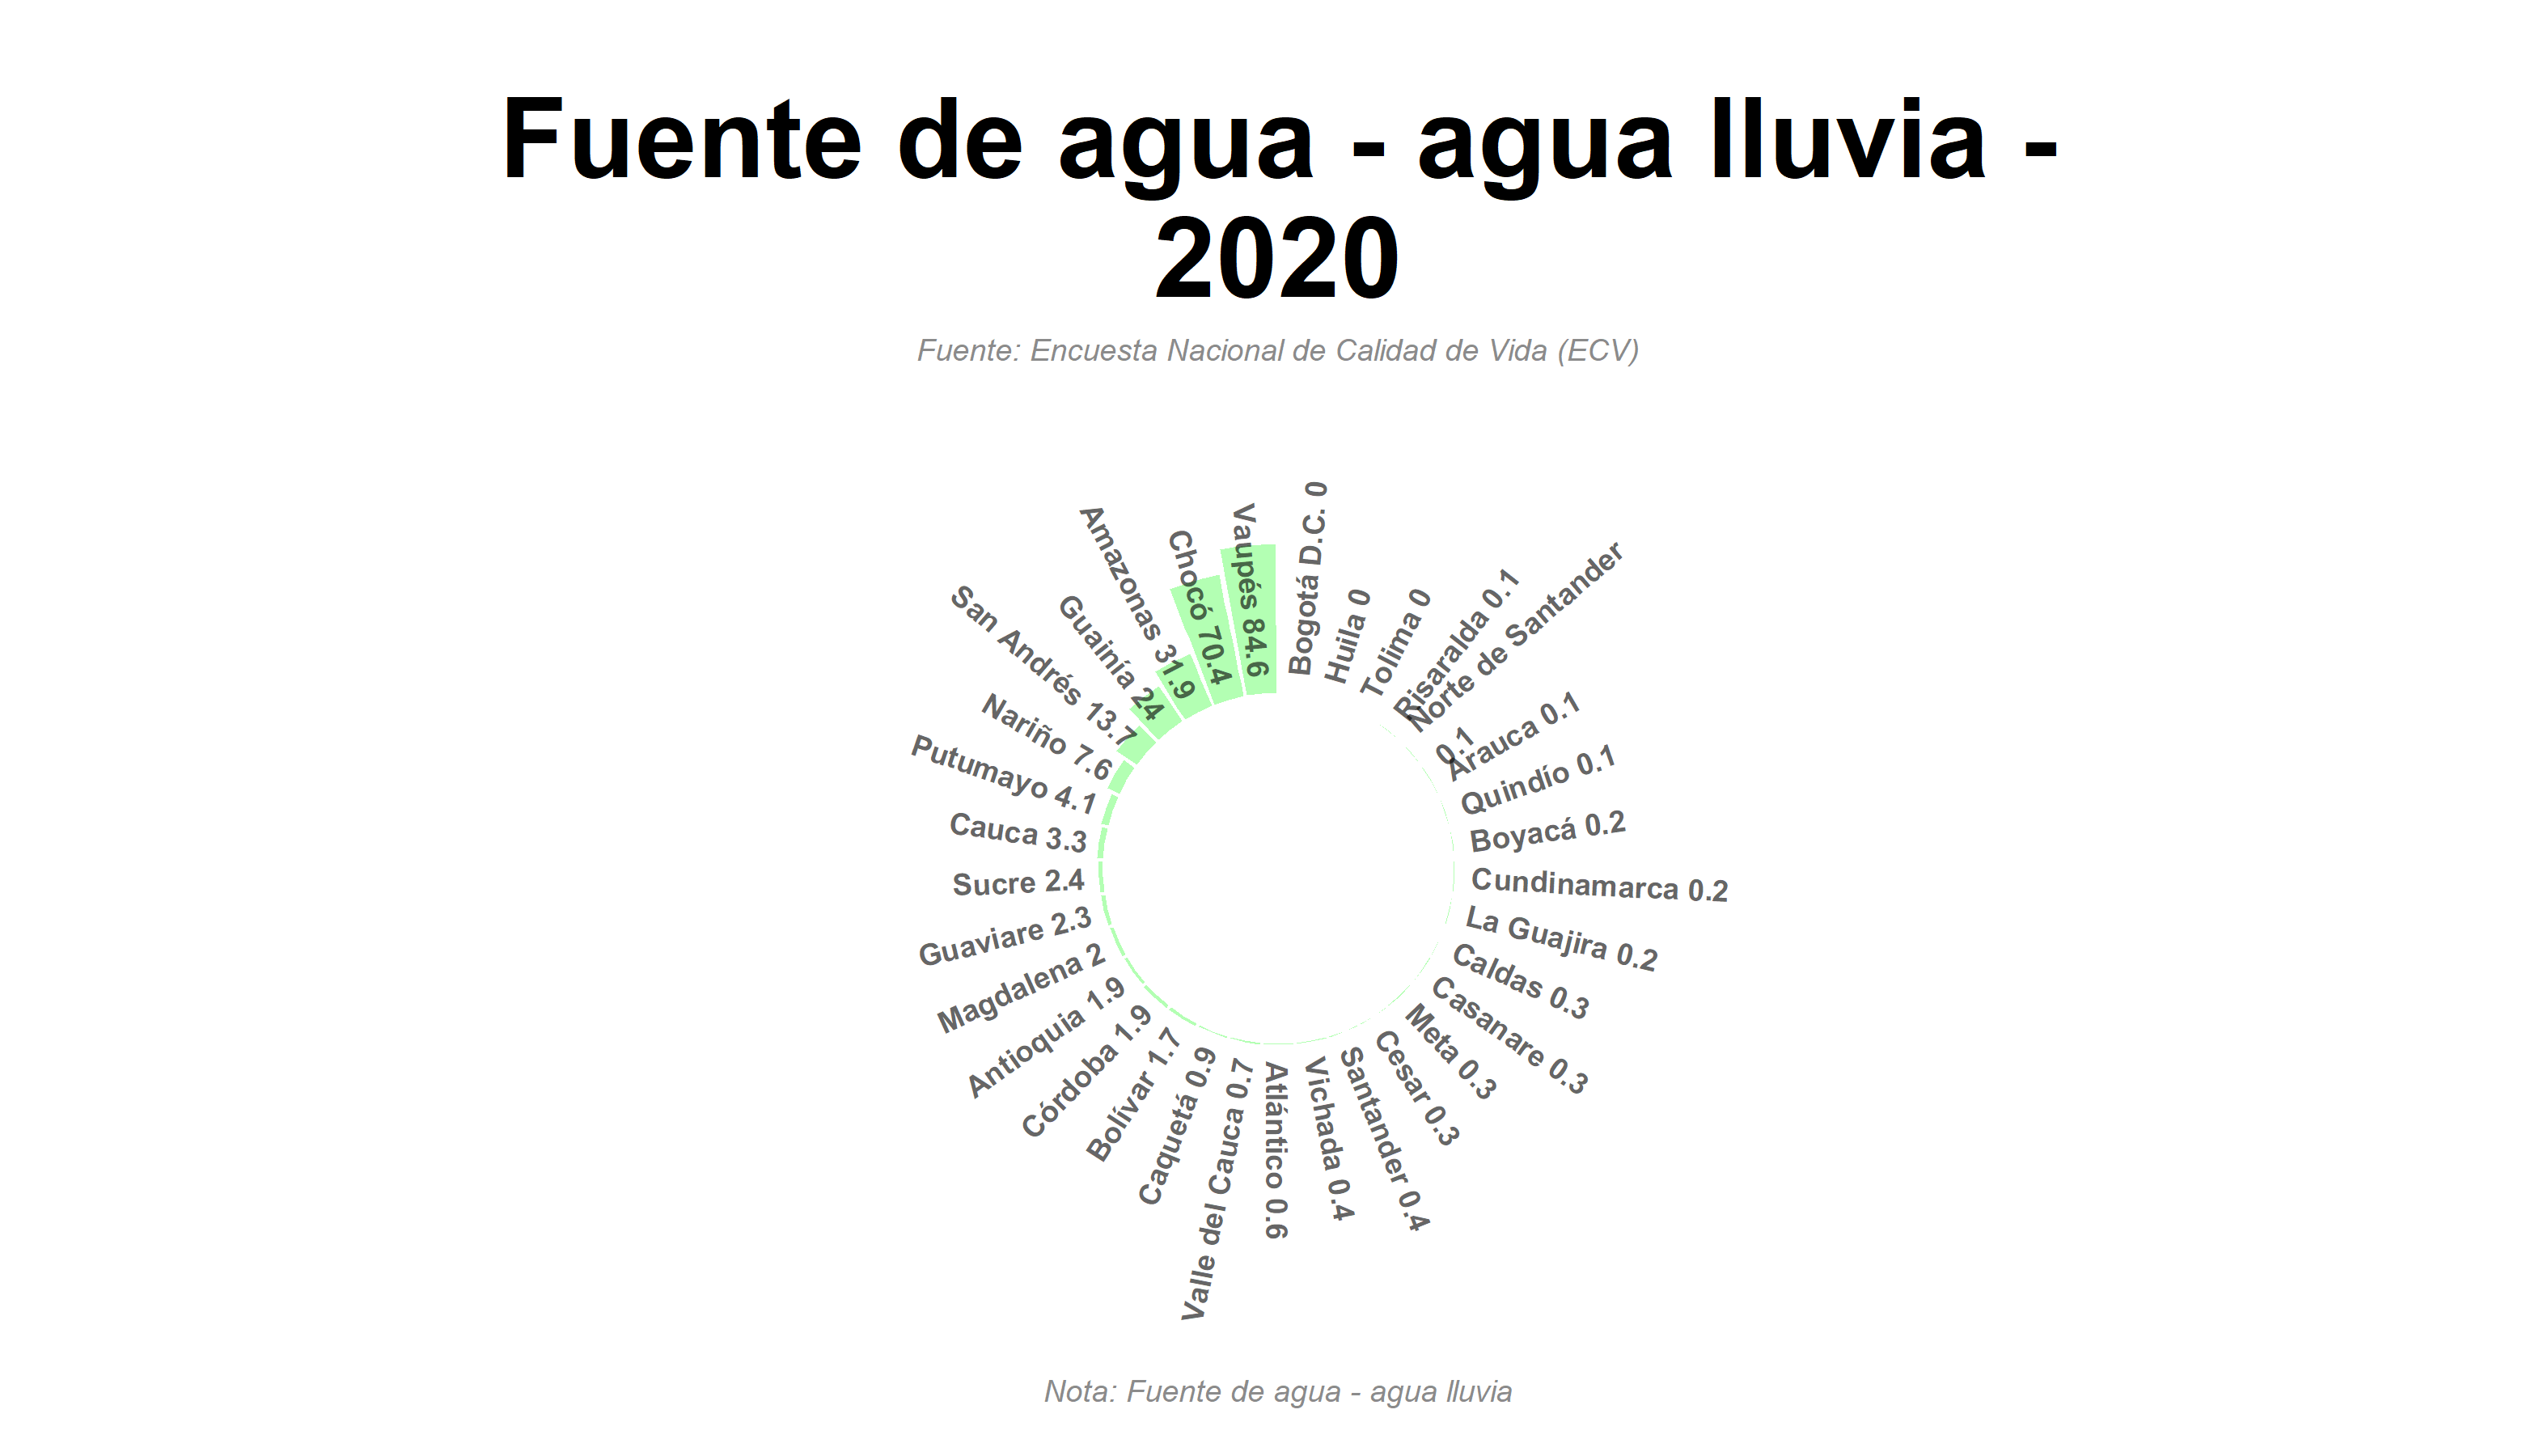 Fuente de agua - agua lluvia -
2020
Fuente: Encuesta Nacional de Calidad de Vida (ECV)
Bogotá D.C. 0
Huila 0
Tolima 0
Risaralda 0.1
Norte de Santander
0.1
Arauca 0.1
Quindío 0.1
Boyacá 0.2
Cundinamarca 0.2
La Guajira 0.2
Caldas 0.3
Casanare 0.3
Meta 0.3
Cesar 0.3
Santander 0.4
Vichada 0.4
Atlántico 0.6
Valle del Cauca 0.7
Caquetá 0.9
Bolívar 1.7
Córdoba 1.9
Antioquia 1.9
Magdalena 2
Guaviare 2.3
Sucre 2.4
Cauca 3.3
Putumayo 4.1
Nariño 7.6
San Andrés 13.7
Guainía 24
Amazonas 31.9
Chocó 70.4
Vaupés 84.6
Nota: Fuente de agua - agua lluvia